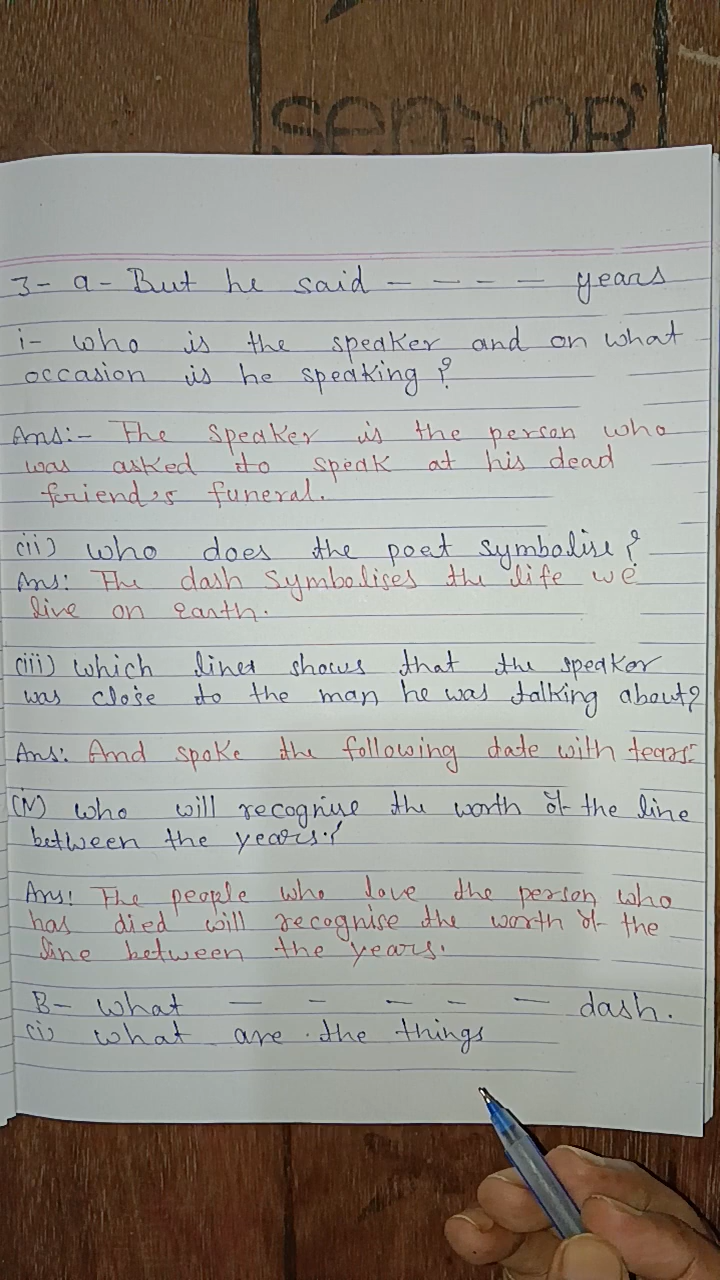 sensor
3- a- But he said - - - - years
i- who is the speaker and on what
occasion is he speaking ?
Ans:- The speaker is the person who
was asked to speak at his dead
friend's funeral.
(ii) who does the poet symbolise ?
Ans: The dash symbolises the life we
live on earth.
(iii) which lines shows that the speaker
was close to the man he was talking about?
Ans: And spoke the following date with tears.
(iv) who will recognise the worth of the line
between the years?
Ans: The people who love the person who
has died will recognise the worth of the
line between the years.
B- what - - - - - dash.
(i) what are the things